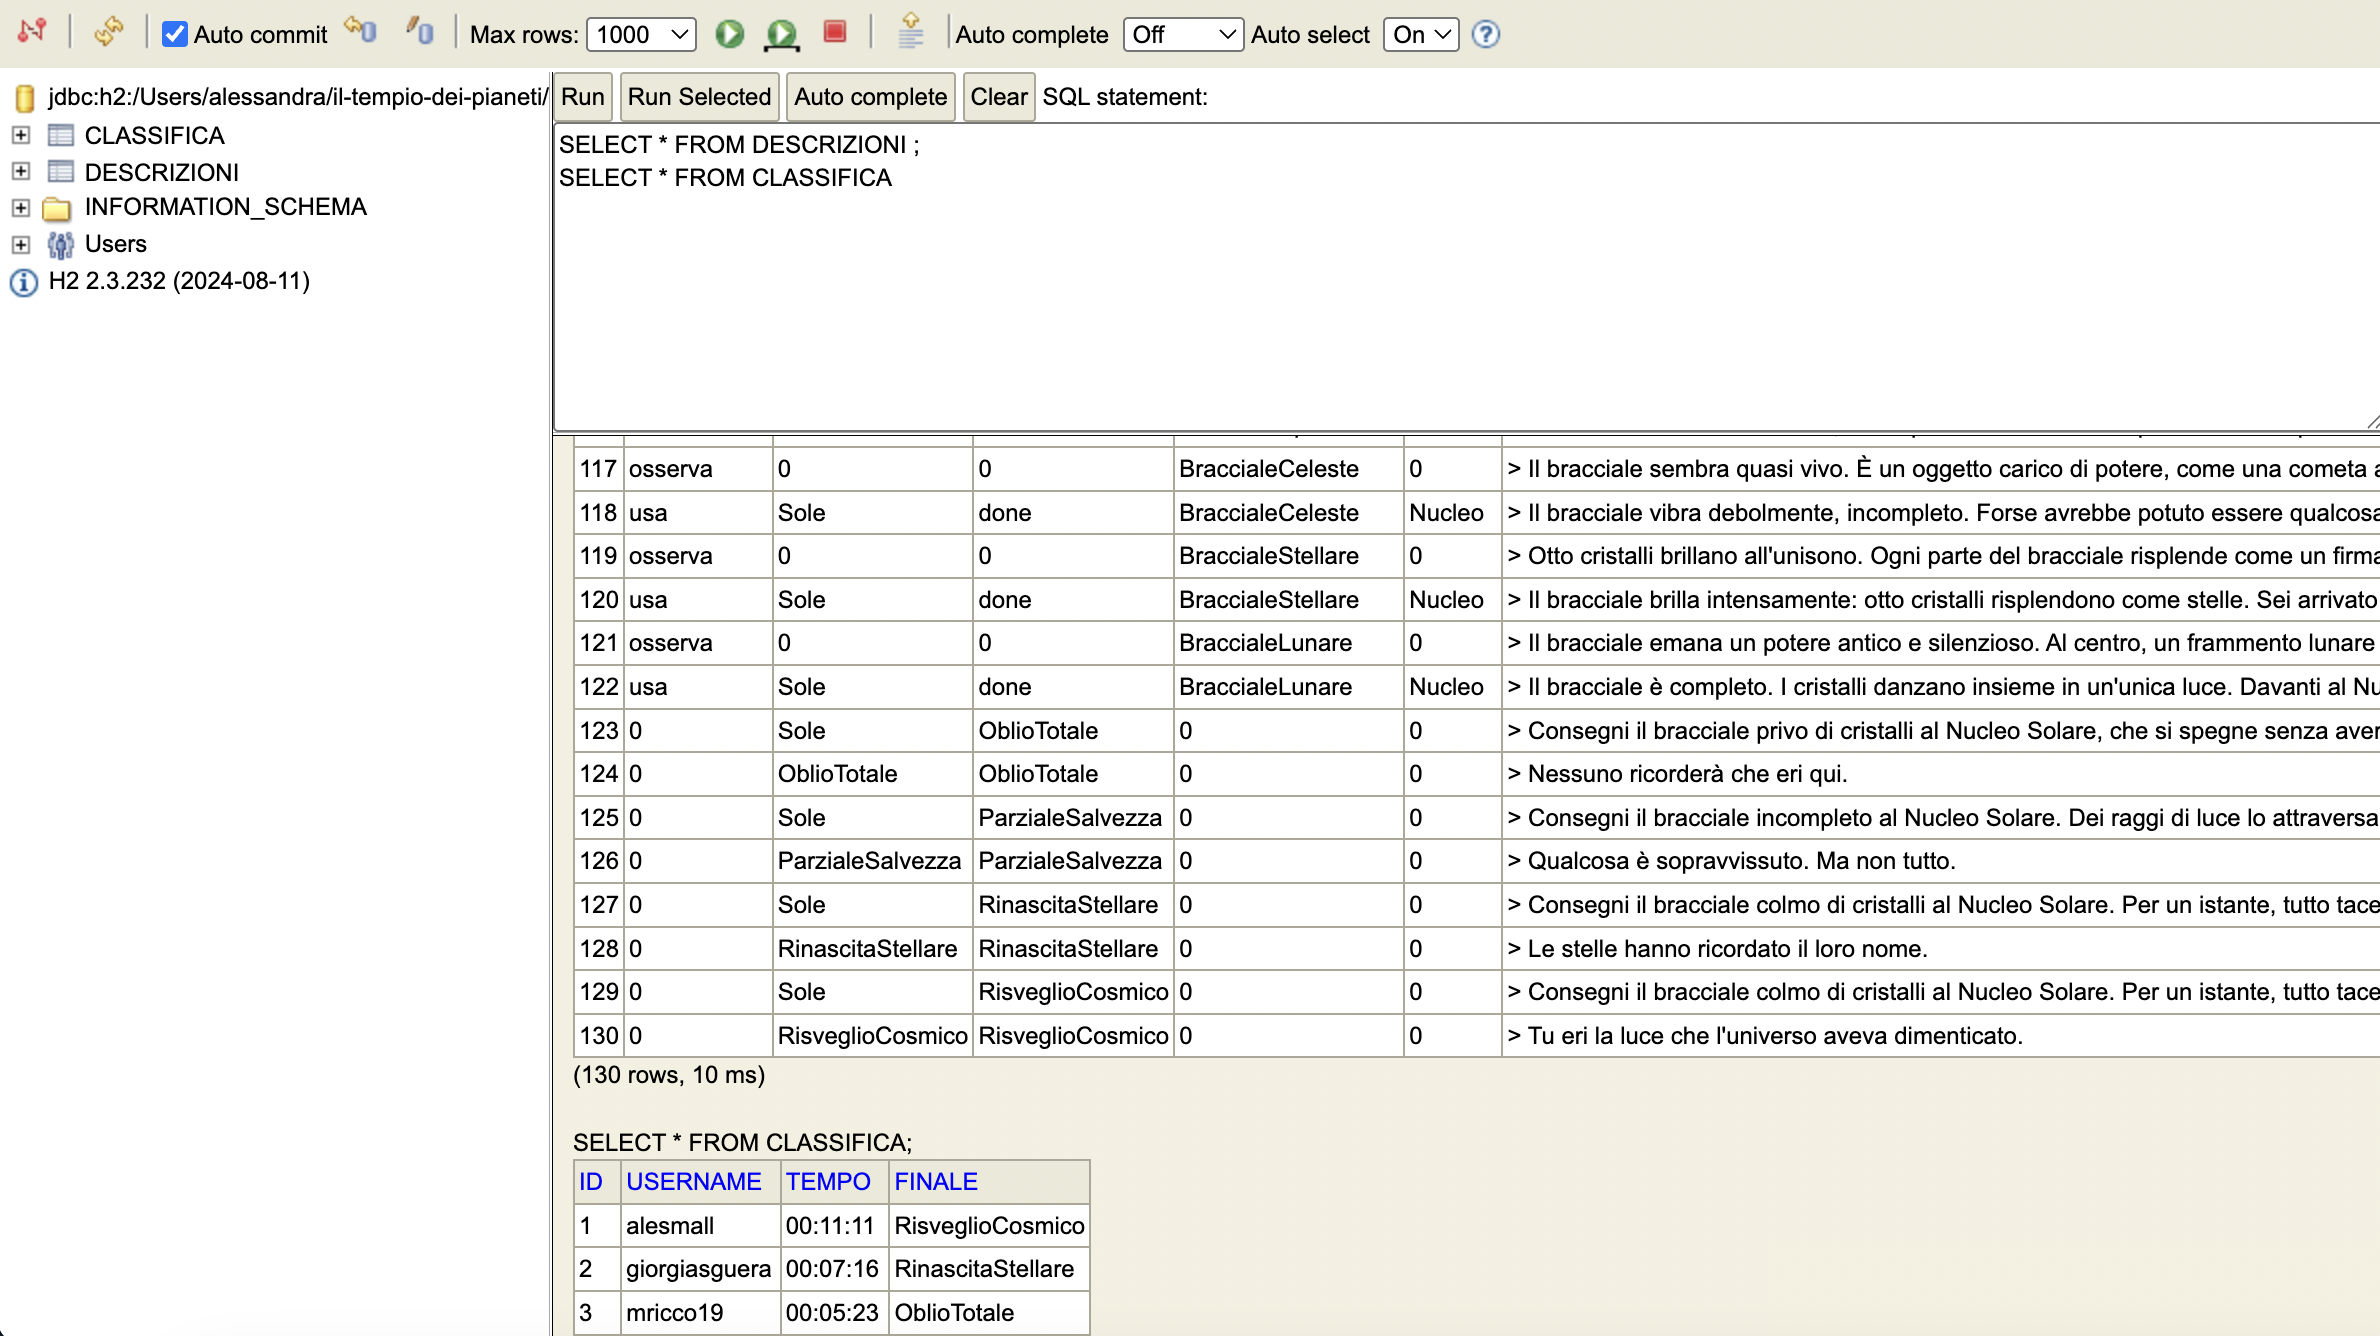 Auto commit Max rows: 1000 Auto complete Off Auto select On
jdbc:h2:/Users/alessandra/il-tempio-dei-pianeti/
CLASSIFICA
DESCRIZIONI
INFORMATION_SCHEMA
Users
H2 2.3.232 (2024-08-11)
Run Run Selected Auto complete Clear SQL statement:
SELECT * FROM DESCRIZIONI ;
SELECT * FROM CLASSIFICA
117 osserva 0 0 BraccialeCeleste 0 > Il bracciale sembra quasi vivo. È un oggetto carico di potere, come una cometa
118 usa Sole done BraccialeCeleste Nucleo > Il bracciale vibra debolmente, incompleto. Forse avrebbe potuto essere qualcosa
119 osserva 0 0 BraccialeStellare 0 > Otto cristalli brillano all'unisono. Ogni parte del bracciale risplende come un
120 usa Sole done BraccialeStellare Nucleo > Il bracciale brilla intensamente: otto cristalli risplendono come stelle. Sei arrivato
121 osserva 0 0 BraccialeLunare 0 > Il bracciale emana un potere antico e silenzioso. Al centro, un frammento lunare
122 usa Sole done BraccialeLunare Nucleo > Il bracciale è completo. I cristalli danzano insieme in un'unica luce. Davanti al
123 0 Sole OblioTotale 0 0 > Consegni il bracciale privo di cristalli al Nucleo Solare, che si spegne senza
124 0 OblioTotale OblioTotale 0 0 > Nessuno ricorderà che eri qui.
125 0 Sole ParzialeSalvezza 0 0 > Consegni il bracciale incompleto al Nucleo Solare. Dei raggi di luce lo attraversa
126 0 ParzialeSalvezza ParzialeSalvezza 0 0 > Qualcosa è sopravvissuto. Ma non tutto.
127 0 Sole RinascitaStellare 0 0 > Consegni il bracciale colmo di cristalli al Nucleo Solare. Per un istante, tutto tace
128 0 RinascitaStellare RinascitaStellare 0 0 > Le stelle hanno ricordato il loro nome.
129 0 Sole RisveglioCosmico 0 0 > Consegni il bracciale colmo di cristalli al Nucleo Solare. Per un istante, tutto tace
130 0 RisveglioCosmico RisveglioCosmico 0 0 > Tu eri la luce che l'universo aveva dimenticato.
(130 rows, 10 ms)
SELECT * FROM CLASSIFICA;
ID USERNAME TEMPO FINALE
1 alesmall 00:11:11 RisveglioCosmico
2 giorgiasguera 00:07:16 RinascitaStellare
3 mricco19 00:05:23 OblioTotale